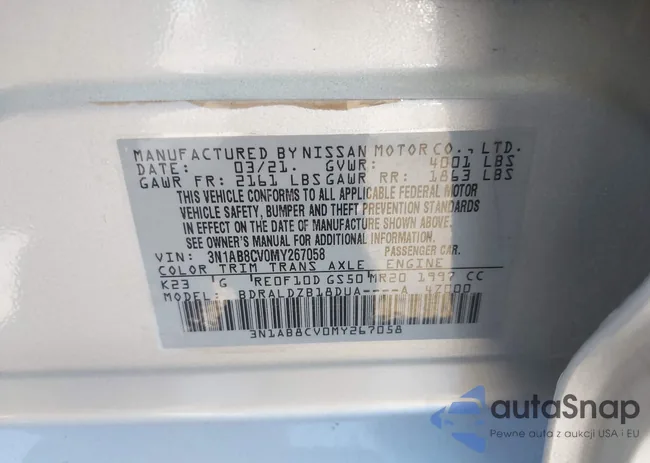 MANUFACTURED BY NISSAN MOTOR CO., LTD.
DATE: 03/21. GVWR: 4001 LBS
GAWR FR: 2161 LBS GAWR RR: 1863 LBS
THIS VEHICLE CONFORMS TO ALL APPLICABLE FEDERAL MOTOR
VEHICLE SAFETY, BUMPER AND THEFT PREVENTION STANDARDS
IN EFFECT ON THE DATE OF MANUFACTURE SHOWN ABOVE.
SEE OWNER'S MANUAL FOR ADDITIONAL INFORMATION.
VIN: 3N1AB8CV0MY267058 PASSENGER CAR.
COLOR TRIM TRANS AXLE ENGINE
K23 G RE0F10D GS50 MR20 1997 CC
MODEL: BDRALDZB18DUA----A 42000
3N1AB8CV0MY267058
autaSnap
Pewne auta z aukcji USA i EU